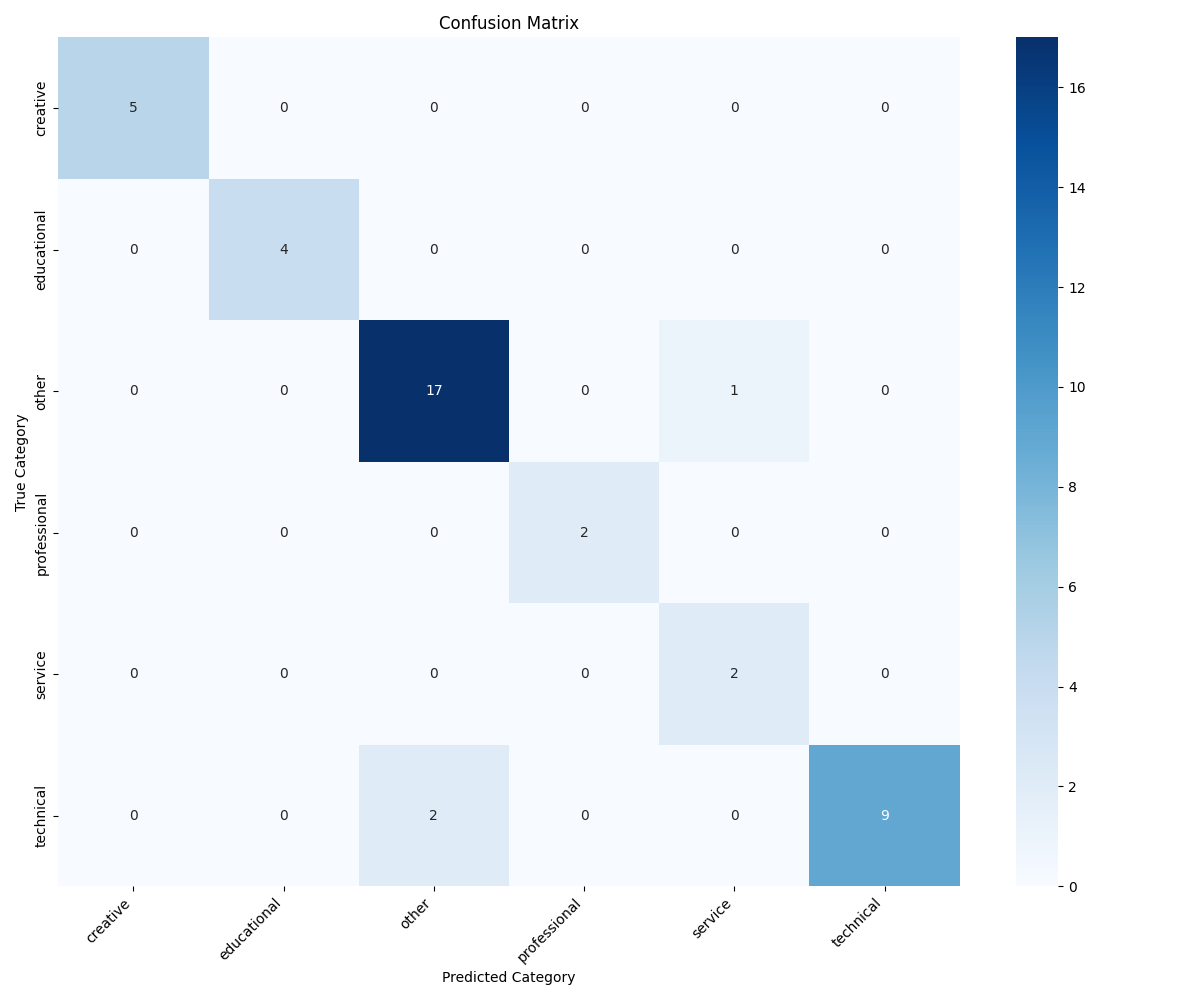 Confusion Matrix
creative 5 0 0 0 0 0
educational 0 4 0 0 0 0
other 0 0 17 0 1 0
professional 0 0 0 2 0 0
service 0 0 0 0 2 0
technical 0 0 2 0 0 9
True Category
creative educational other professional service technical
Predicted Category
16
14
12
10
8
6
4
2
0